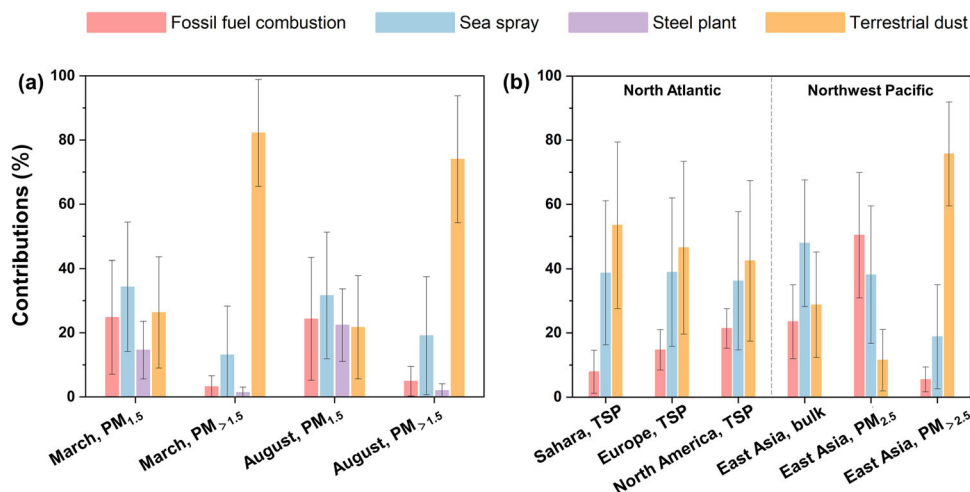 Fossil fuel combustion Sea spray Steel plant Terrestrial dust
(a)
Contributions (%)
100
80
60
40
20
0
March, PM1.5
March, PM>1.5
August, PM1.5
August, PM>1.5
(b)
North Atlantic Northwest Pacific
100
80
60
40
20
0
Sahara, TSP
Europe, TSP
North America, TSP
East Asia, bulk
East Asia, PM2.5
East Asia, PM>2.5